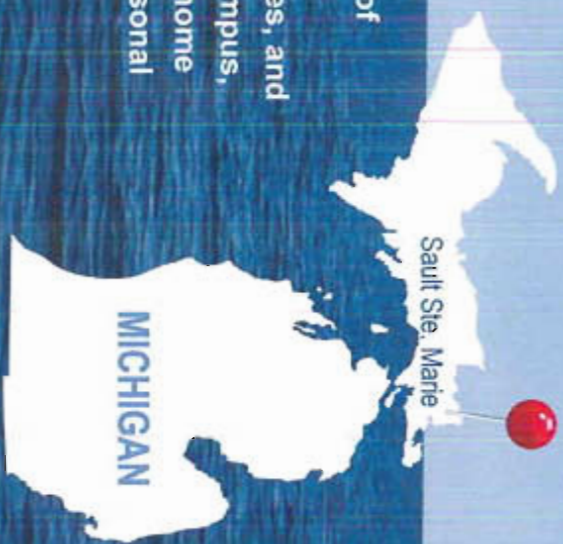 of
es, and
mpus,
home
sonal
Sault Ste. Marie
MICHIGAN